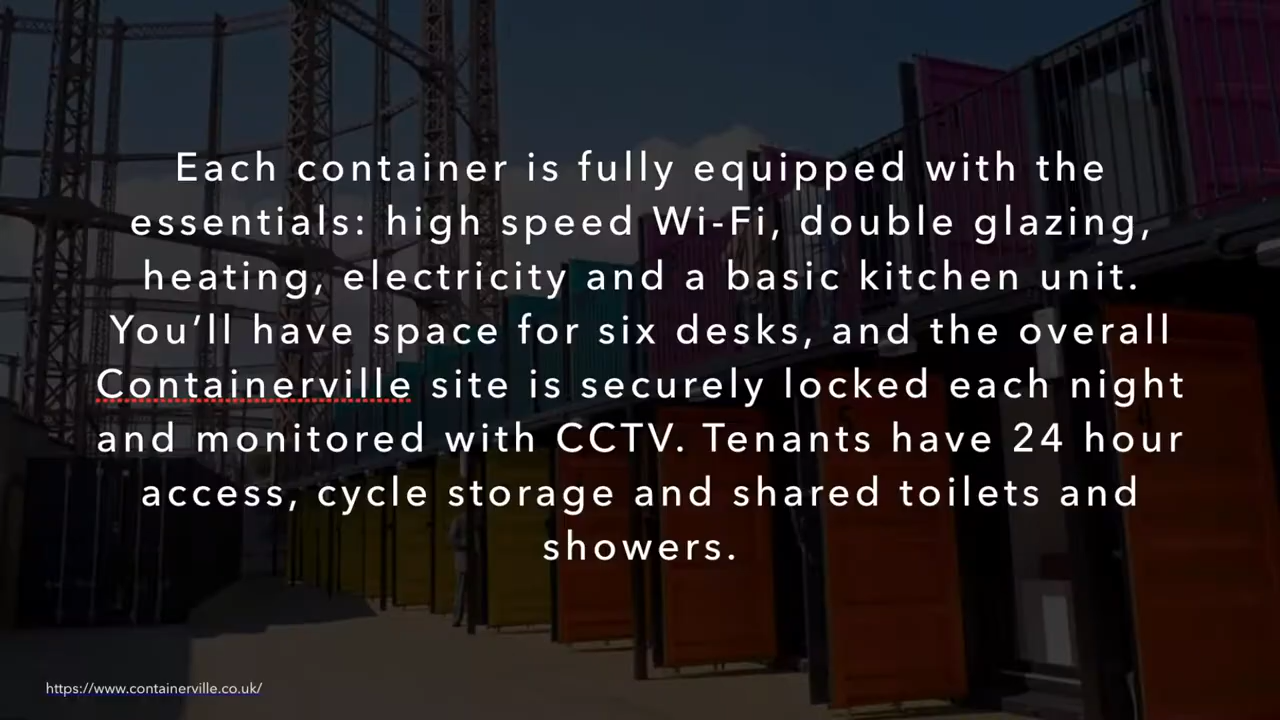 Each container is fully equipped with the
essentials: high speed Wi-Fi, double glazing,
heating, electricity and a basic kitchen unit.
You’ll have space for six desks, and the overall
Containerville site is securely locked each night
and monitored with CCTV. Tenants have 24 hour
access, cycle storage and shared toilets and
showers.
https://www.containerville.co.uk/